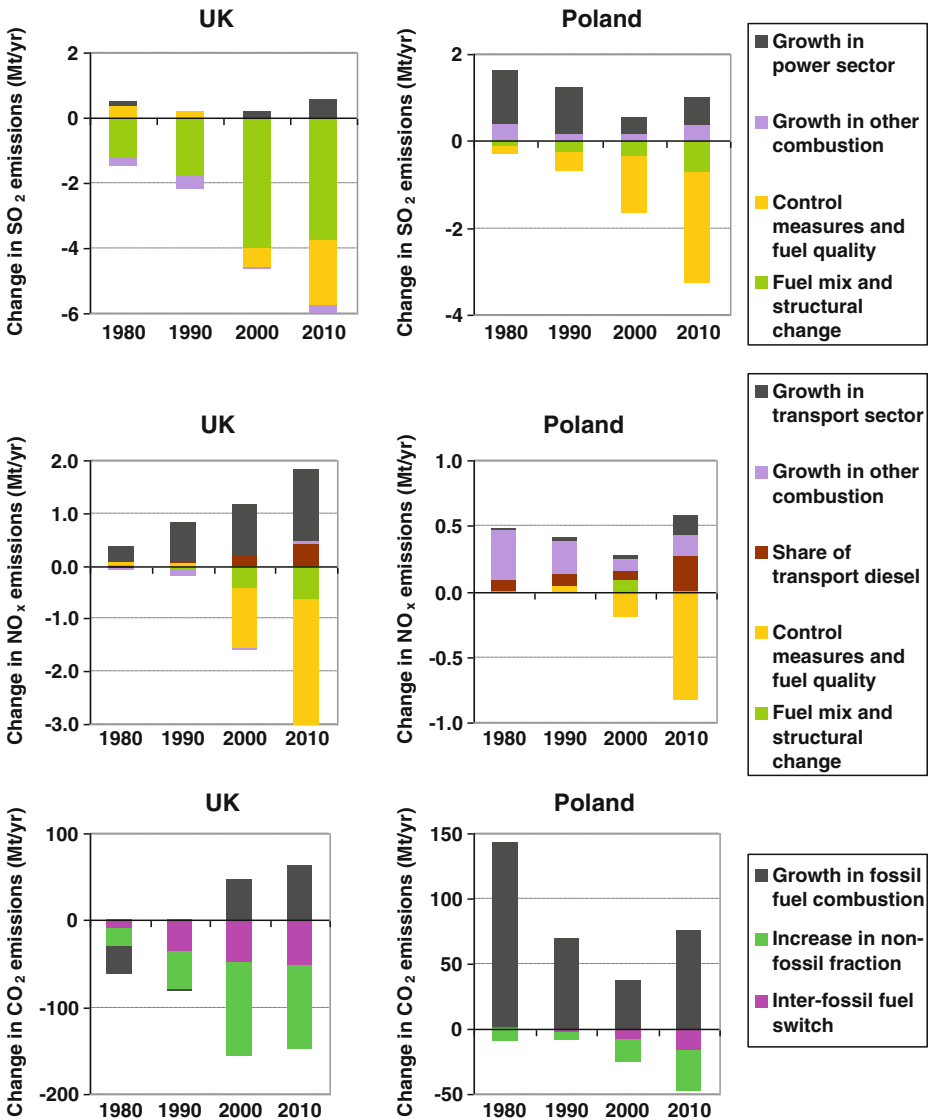 UK
Poland
Change in SO2 emissions (Mt/yr)
2
0
-2
-4
-6
1980 1990 2000 2010
Change in SO2 emissions (Mt/yr)
2
0
-2
-4
1980 1990 2000 2010
Growth in
power sector
Growth in other
combustion
Control
measures and
fuel quality
Fuel mix and
structural
change
UK
Poland
Change in NOx emissions (Mt/yr)
2.0
1.0
0.0
-1.0
-2.0
-3.0
1980 1990 2000 2010
Change in NOx emissions (Mt/yr)
1.0
0.5
0.0
-0.5
-1.0
1980 1990 2000 2010
Growth in
transport sector
Growth in other
combustion
Share of
transport diesel
Control
measures and
fuel quality
Fuel mix and
structural
change
UK
Poland
Change in CO2 emissions (Mt/yr)
100
0
-100
-200
1980 1990 2000 2010
Change in CO2 emissions (Mt/yr)
150
100
50
0
-50
1980 1990 2000 2010
Growth in fossil
fuel combustion
Increase in non-
fossil fraction
Inter-fossil fuel
switch